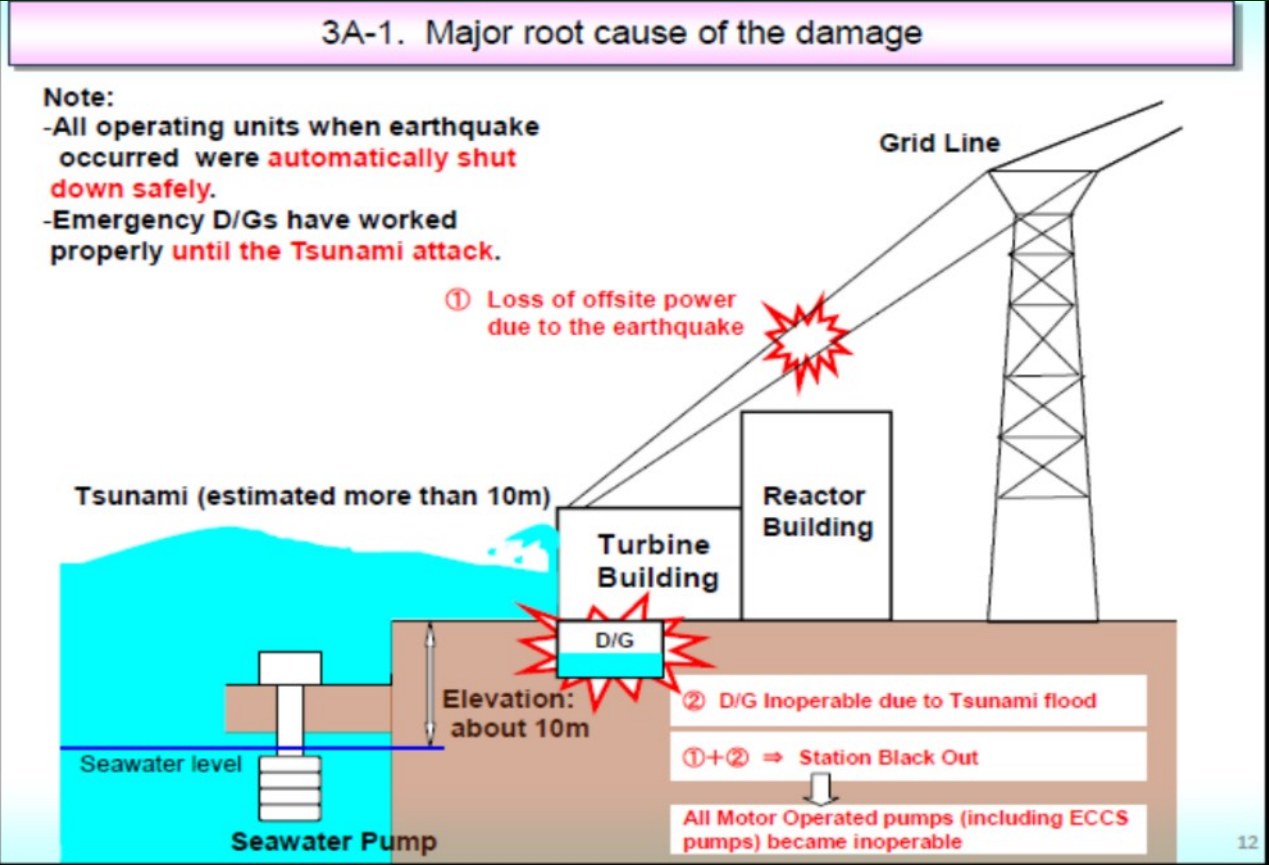 3A-1. Major root cause of the damage
Note:
-All operating units when earthquake
occurred were automatically shut
down safely.
-Emergency D/Gs have worked
properly until the Tsunami attack.
Grid Line
① Loss of offsite power
due to the earthquake
Tsunami (estimated more than 10m)
Reactor
Building
Turbine
Building
D/G
Elevation:
about 10m
② D/G Inoperable due to Tsunami flood
①+② ⇒ Station Black Out
Seawater level
All Motor Operated pumps (including ECCS
pumps) became inoperable
Seawater Pump
12